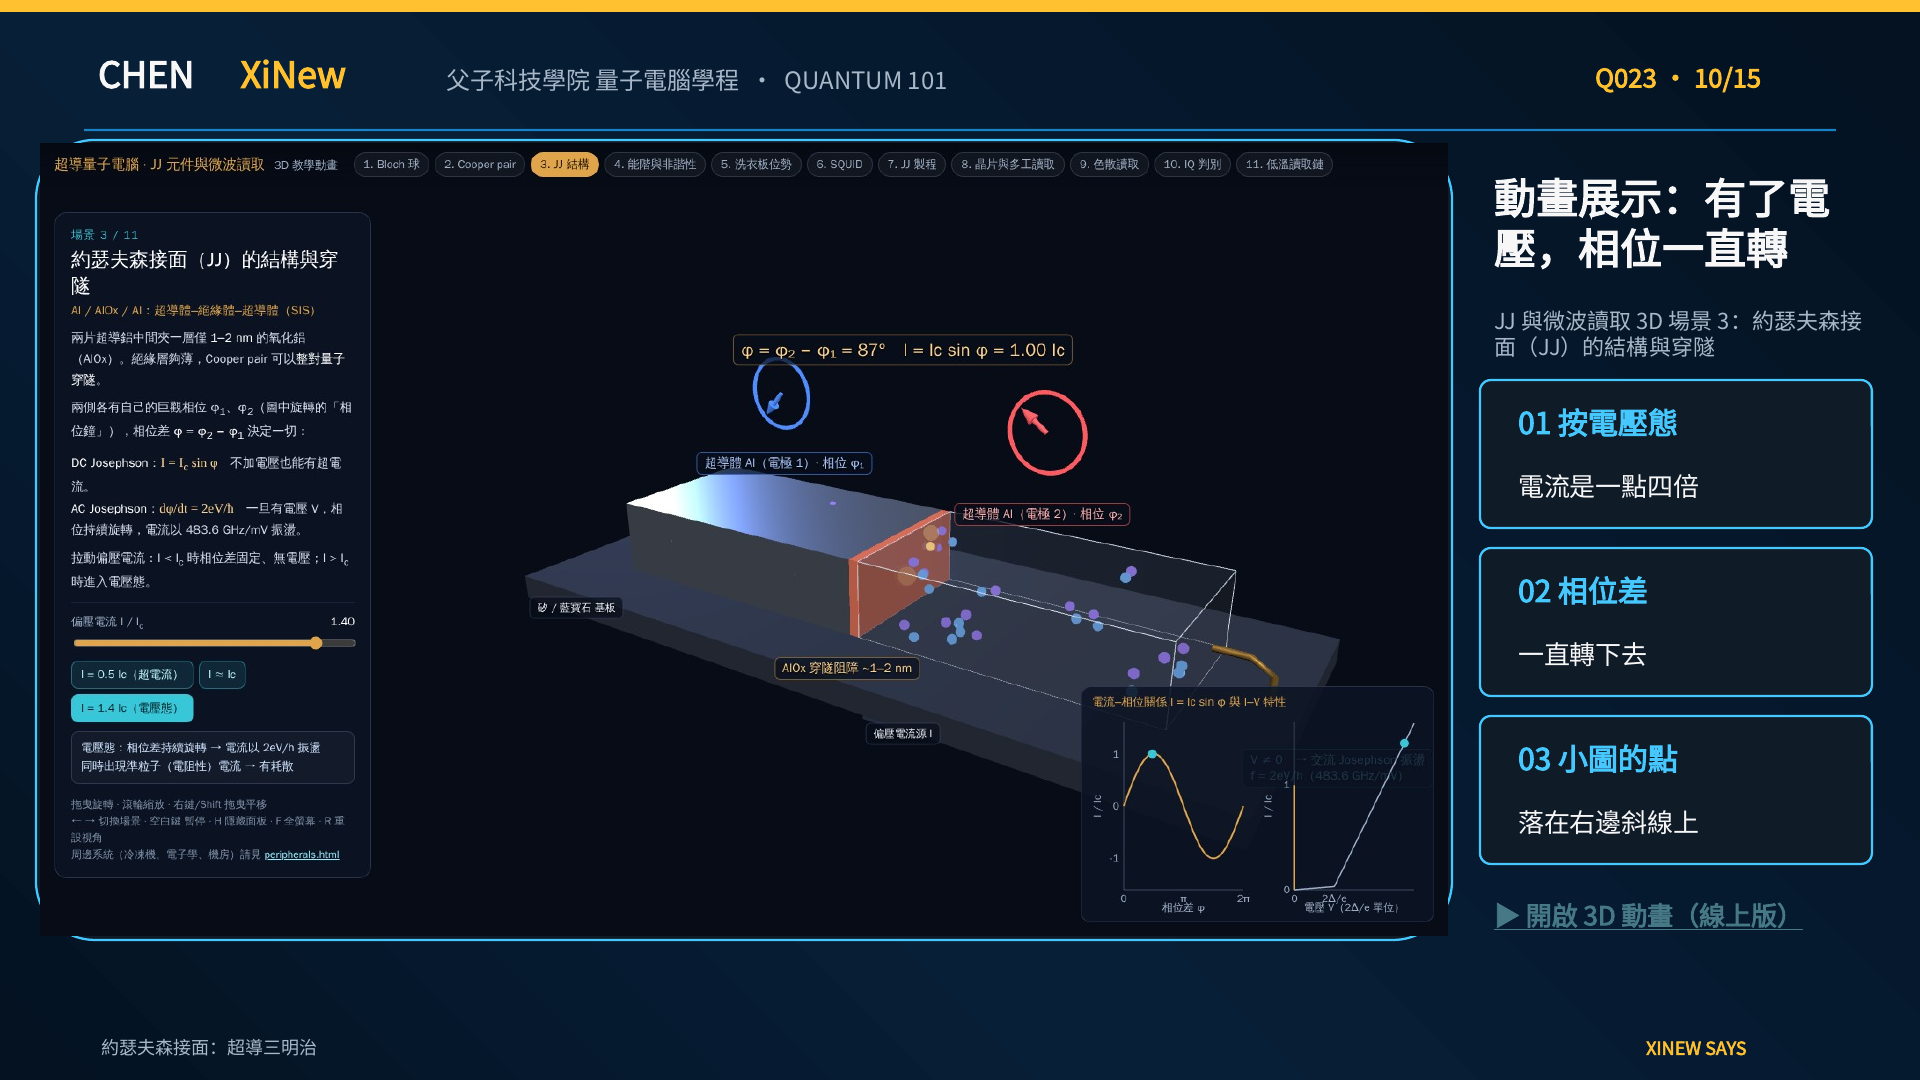 CHEN XiNew
父子科技學院 量子電腦學程 · QUANTUM 101
Q023 · 10/15
超導量子電腦 · JJ 元件與微波讀取 3D 教學動畫
1. Bloch 球
2. Cooper pair
3. JJ 結構
4. 能階與非諧性
5. 洗衣板位勢
6. SQUID
7. JJ 製程
8. 晶片與多工讀取
9. 色散讀取
10. IQ 判別
11. 低溫讀取鏈
場景 3 / 11
約瑟夫森接面（JJ）的結構與穿
隧
Al / AlOx / Al：超導體–絕緣體–超導體（SIS）
兩片超導鋁中間夾一層僅 1–2 nm 的氧化鋁
（AlOx）。絕緣層夠薄，Cooper pair 可以整對量子
穿隧。
兩側各有自己的巨觀相位 φ₁、φ₂（圖中旋轉的「相
位鐘」），相位差 φ = φ₂ − φ₁ 決定一切：
DC Josephson：I = I_c sin φ 不加電壓也能有超電
流。
AC Josephson：dφ/dt = 2eV/ħ 一旦有電壓 V，相
位持續旋轉，電流以 483.6 GHz/mV 振盪。
拉動偏壓電流：I < I_c 時相位差固定、無電壓；I > I_c
時進入電壓態。
偏壓電流 I / I_c 1.40
I = 0.5 Ic（超電流）
I ≈ Ic
I = 1.4 Ic（電壓態）
電壓態：相位差持續旋轉 → 電流以 2eV/h 振盪
同時出現準粒子（電阻性）電流 → 有耗散
拖曳旋轉 · 滾輪縮放 · 右鍵/Shift 拖曳平移
← → 切換場景 · 空白鍵 暫停 · H 隱藏面板 · F 全螢幕 · R 重
設視角
周邊系統（冷凍機、電子學、機房）請見 peripherals.html
φ = φ₂ − φ₁ = 87° I = Ic sin φ = 1.00 Ic
超導體 Al（電極 1）· 相位 φ₁
超導體 Al（電極 2）· 相位 φ₂
矽 / 藍寶石 基板
AlOx 穿隧阻障 ~1–2 nm
偏壓電流源 I
電流–相位關係 I = Ic sin φ 與 I–V 特性
V ≠ 0 → 交流 Josephson 振盪
f = 2eV/h（483.6 GHz/mV）
I / Ic
1
0
-1
0
π
2π
相位差 φ
I / Ic
1
0
0
2Δ/e
電壓 V（2Δ/e 單位）
動畫展示：有了電
壓，相位一直轉
JJ 與微波讀取 3D 場景 3：約瑟夫森接
面（JJ）的結構與穿隧
01 按電壓態
電流是一點四倍
02 相位差
一直轉下去
03 小圖的點
落在右邊斜線上
▶ 開啟 3D 動畫（線上版）
約瑟夫森接面：超導三明治
XINEW SAYS